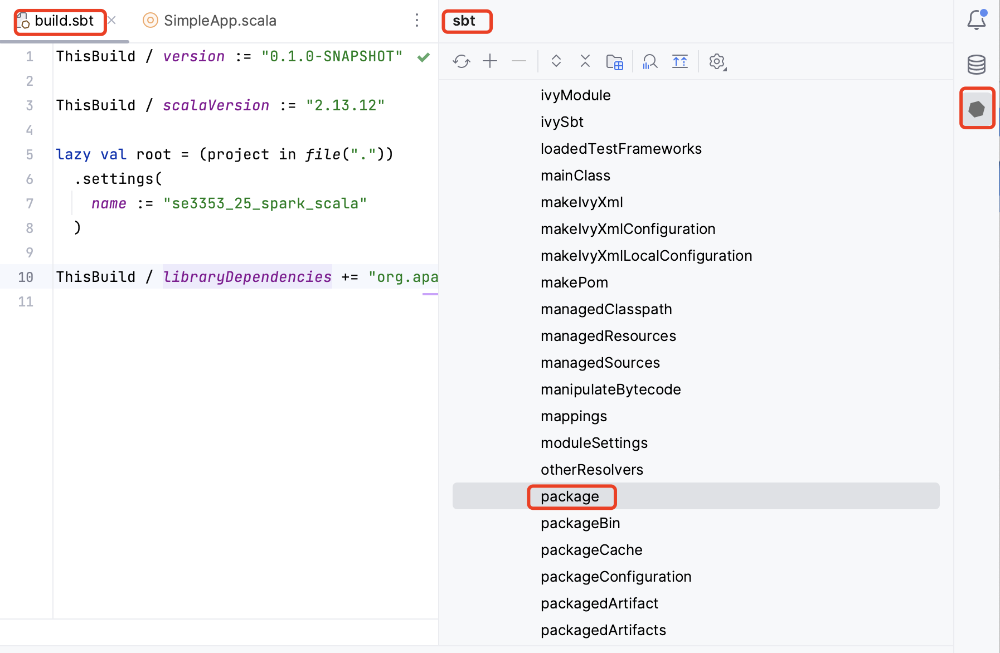 build.sbt
SimpleApp.scala
1 ThisBuild / version := "0.1.0-SNAPSHOT"
2
3 ThisBuild / scalaVersion := "2.13.12"
4
5 lazy val root = (project in file("."))
6 .settings(
7 name := "se3353_25_spark_scala"
8 )
9
10 ThisBuild / libraryDependencies += "org.apa
11
sbt
ivyModule
ivySbt
loadedTestFrameworks
mainClass
makeIvyXml
makeIvyXmlConfiguration
makeIvyXmlLocalConfiguration
makePom
managedClasspath
managedResources
managedSources
manipulateBytecode
mappings
moduleSettings
otherResolvers
package
packageBin
packageCache
packageConfiguration
packagedArtifact
packagedArtifacts